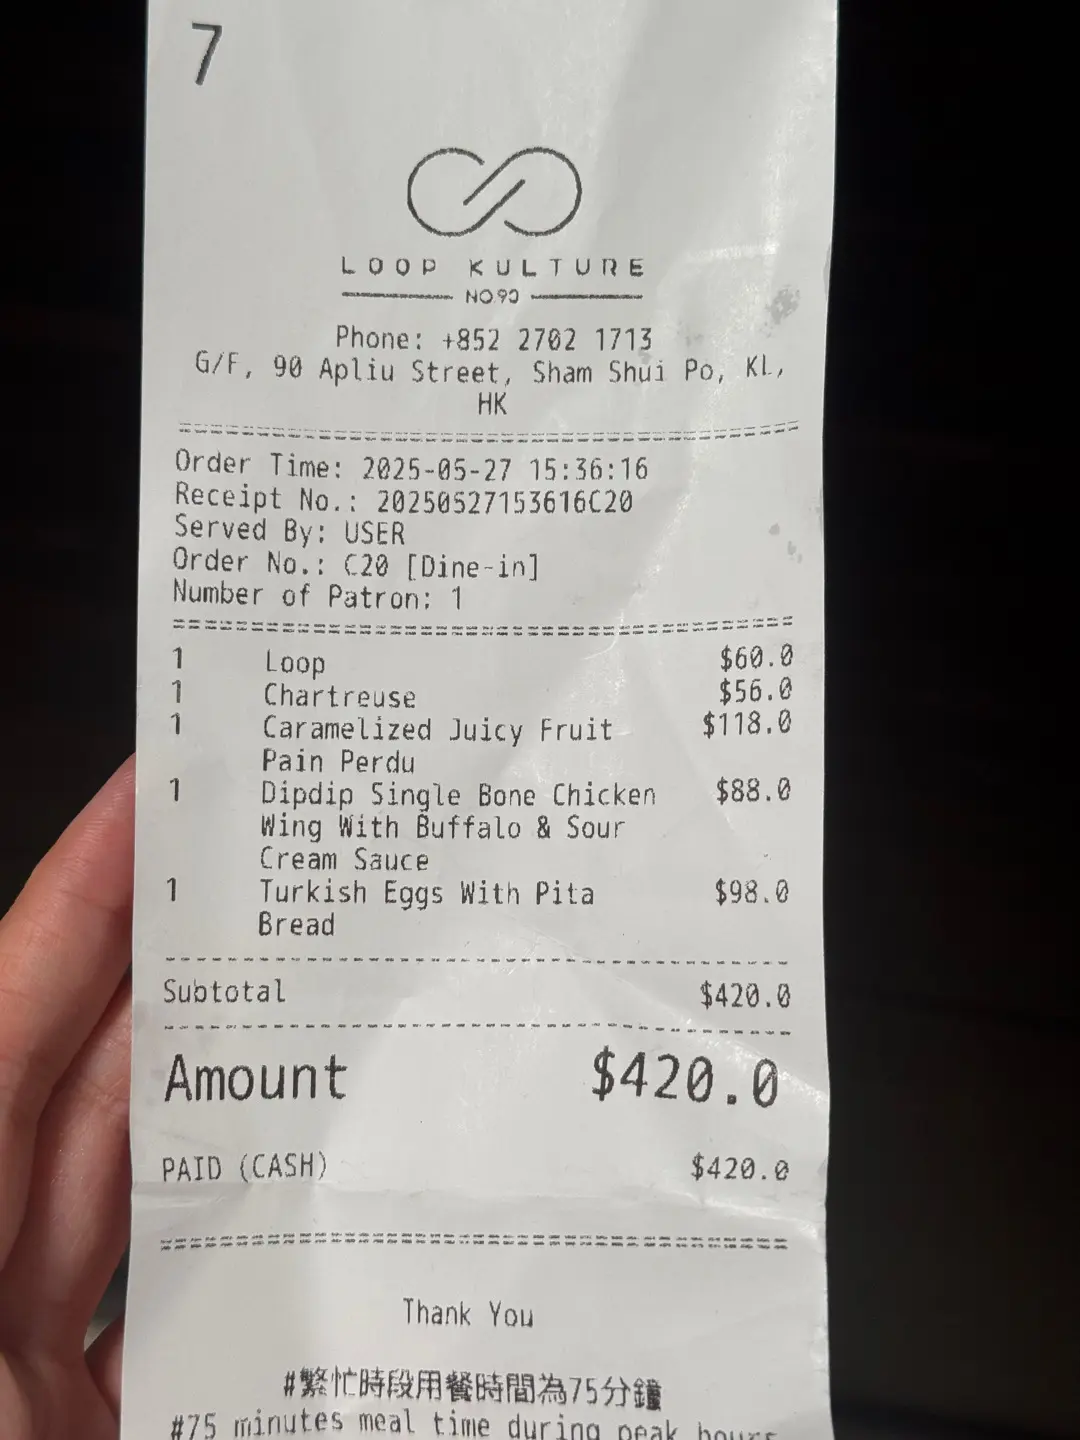 7
LOOP KULTURE
NO.90
Phone: +852 2702 1713
G/F, 90 Apliu Street, Sham Shui Po, KL,
HK
Order Time: 2025-05-27 15:36:16
Receipt No.: 20250527153616C20
Served By: USER
Order No.: C20 [Dine-in]
Number of Patron: 1
1 Loop $60.0
1 Chartreuse $56.0
1 Caramelized Juicy Fruit $118.0
Pain Perdu
1 Dipdip Single Bone Chicken $88.0
Wing With Buffalo & Sour
Cream Sauce
1 Turkish Eggs With Pita $98.0
Bread
Subtotal $420.0
Amount $420.0
PAID (CASH) $420.0
Thank You
#繁忙時段用餐時間為75分鐘
#75 minutes meal time during peak hours